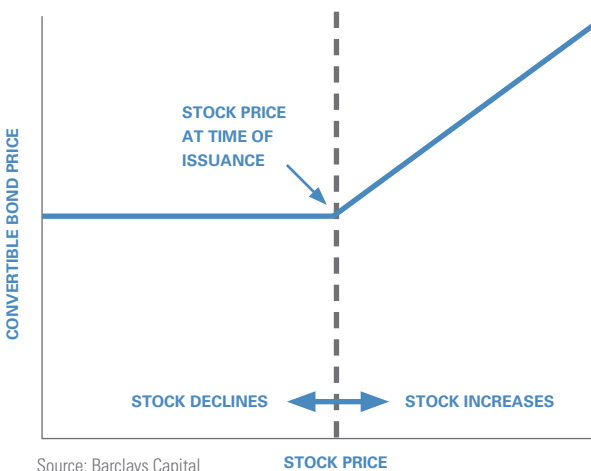 STOCK PRICE
AT TIME OF
ISSUANCE
CONVERTIBLE BOND PRICE
STOCK DECLINES
STOCK INCREASES
Source: Barclays Capital
STOCK PRICE